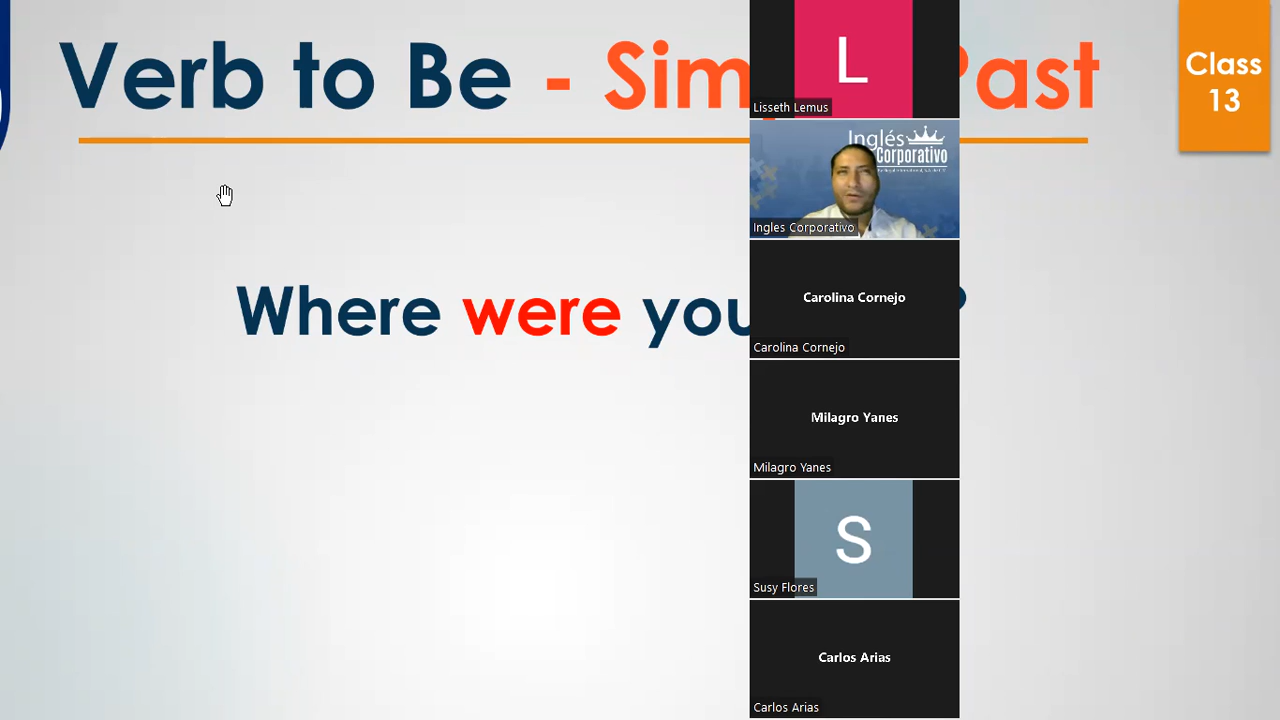 Verb to Be - Sim Past
Class
13
Where were you ?
L
Lisseth Lemus
Inglés
Corporativo
Ingles Corporativo
Carolina Cornejo
Carolina Cornejo
Milagro Yanes
Milagro Yanes
S
Susy Flores
Carlos Arias
Carlos Arias